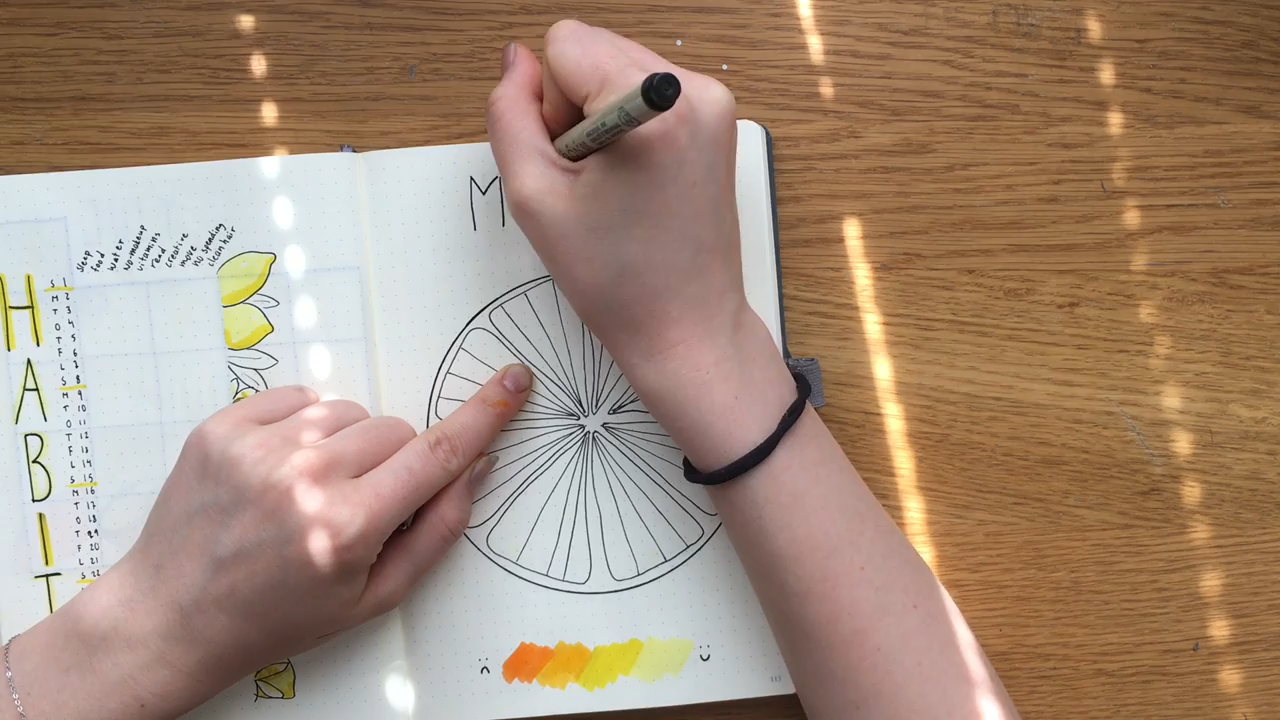 M
sleep
food
water
no-makeup
vitamins
read
creative
move
no spending
clean hair
HABIT
S 1
M 2
T 3
O 4
T 5
F 6
L 7
S 8
M 9
T 10
O 11
T 12
F 13
L 14
S 15
M 16
T 17
O 18
T 19
F 20
L 21
S 22